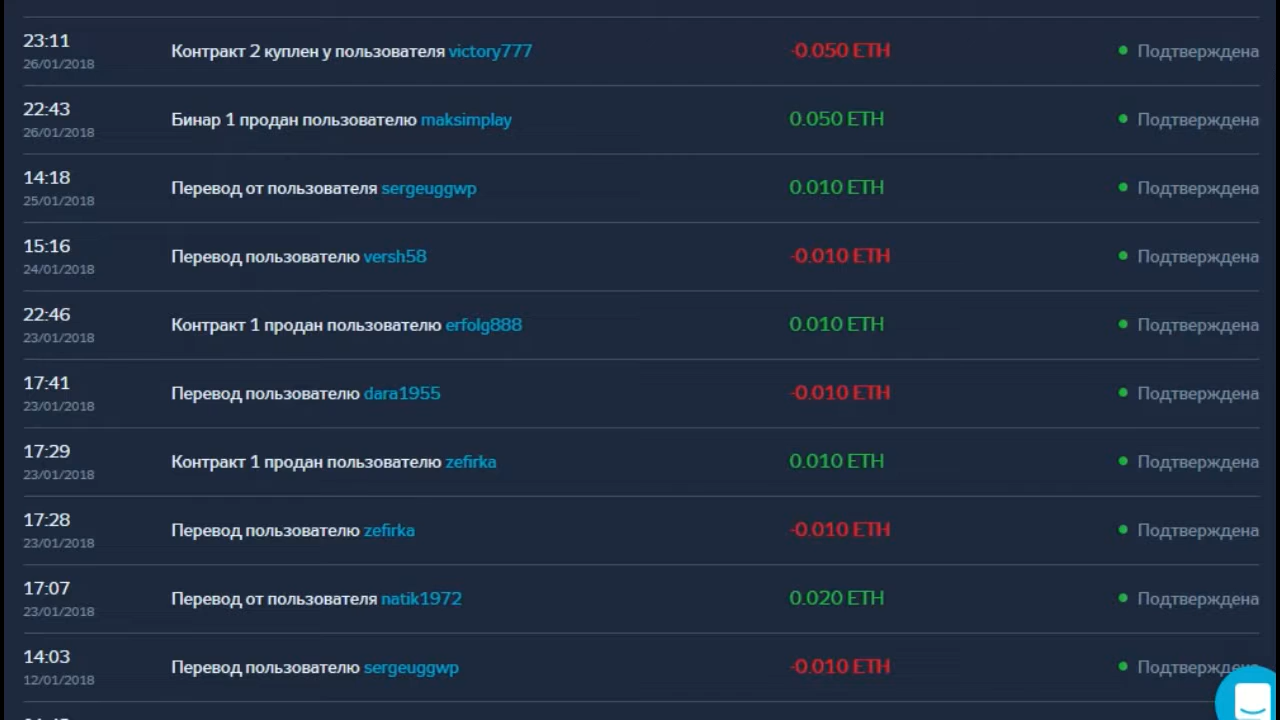 23:11 Контракт 2 куплен у пользователя victory777 -0.050 ETH Подтверждена
26/01/2018
22:43 Бинар 1 продан пользователю maksimplay 0.050 ETH Подтверждена
26/01/2018
14:18 Перевод от пользователя sergeuggwp 0.010 ETH Подтверждена
25/01/2018
15:16 Перевод пользователю versh58 -0.010 ETH Подтверждена
24/01/2018
22:46 Контракт 1 продан пользователю erfolg888 0.010 ETH Подтверждена
23/01/2018
17:41 Перевод пользователю dara1955 -0.010 ETH Подтверждена
23/01/2018
17:29 Контракт 1 продан пользователю zefirka 0.010 ETH Подтверждена
23/01/2018
17:28 Перевод пользователю zefirka -0.010 ETH Подтверждена
23/01/2018
17:07 Перевод от пользователя natik1972 0.020 ETH Подтверждена
23/01/2018
14:03 Перевод пользователю sergeuggwp -0.010 ETH Подтверждена
12/01/2018